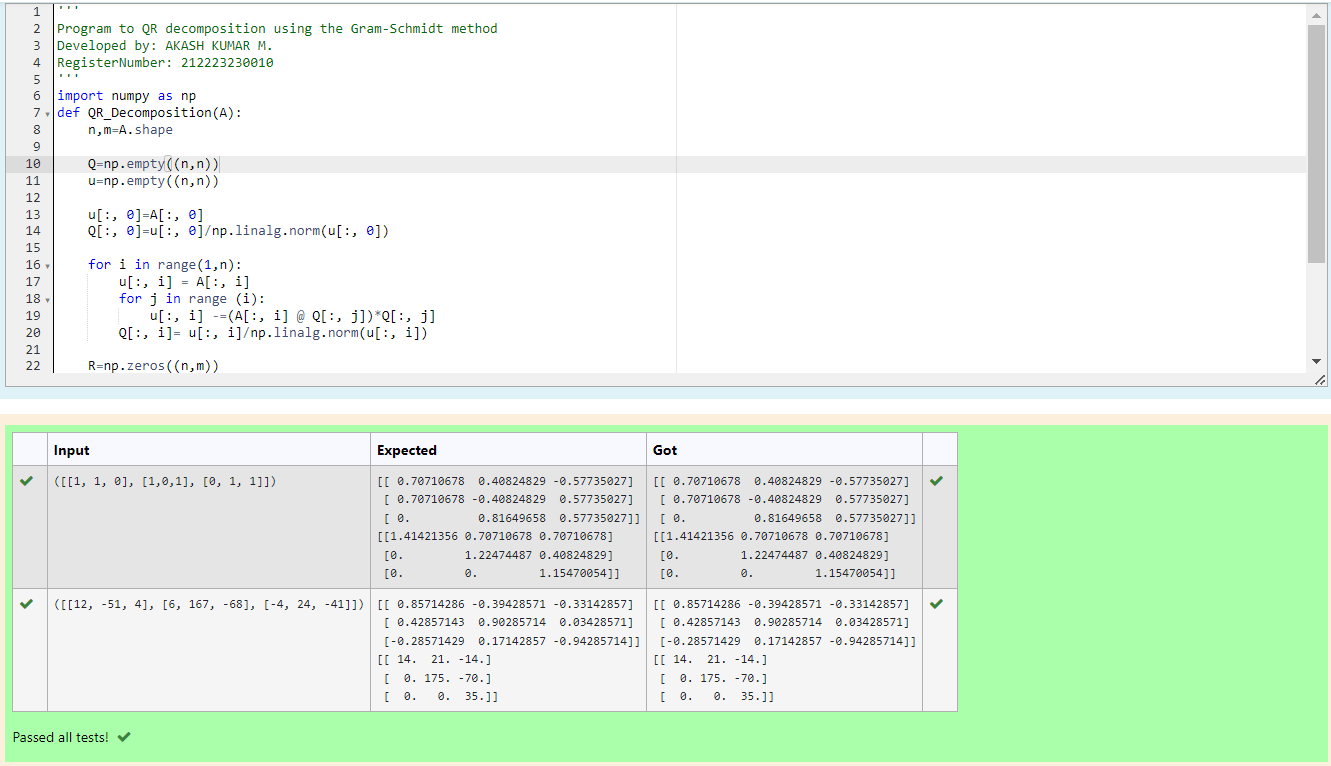 1 '''
2 Program to QR decomposition using the Gram-Schmidt method
3 Developed by: AKASH KUMAR M.
4 RegisterNumber: 212223230010
5 '''
6 import numpy as np
7 def QR_Decomposition(A):
8     n,m=A.shape
9
10     Q=np.empty((n,n))
11     u=np.empty((n,n))
12
13     u[:, 0]=A[:, 0]
14     Q[:, 0]=u[:, 0]/np.linalg.norm(u[:, 0])
15
16     for i in range(1,n):
17         u[:, i] = A[:, i]
18         for j in range (i):
19             u[:, i] -=(A[:, i] @ Q[:, j])*Q[:, j]
20         Q[:, i]= u[:, i]/np.linalg.norm(u[:, i])
21
22     R=np.zeros((n,m))
Input Expected Got
([[1, 1, 0], [1,0,1], [0, 1, 1]]) [[ 0.70710678  0.40824829 -0.57735027] [[ 0.70710678  0.40824829 -0.57735027]
[ 0.70710678 -0.40824829  0.57735027] [ 0.70710678 -0.40824829  0.57735027]
[ 0.          0.81649658  0.57735027]] [ 0.          0.81649658  0.57735027]]
[[1.41421356 0.70710678 0.70710678] [[1.41421356 0.70710678 0.70710678]
[0.         1.22474487 0.40824829] [0.         1.22474487 0.40824829]
[0.         0.         1.15470054]] [0.         0.         1.15470054]]
([[12, -51, 4], [6, 167, -68], [-4, 24, -41]]) [[ 0.85714286 -0.39428571 -0.33142857] [[ 0.85714286 -0.39428571 -0.33142857]
[ 0.42857143  0.90285714  0.03428571] [ 0.42857143  0.90285714  0.03428571]
[-0.28571429  0.17142857 -0.94285714]] [-0.28571429  0.17142857 -0.94285714]]
[[ 14.  21. -14.] [[ 14.  21. -14.]
[  0. 175. -70.] [  0. 175. -70.]
[  0.   0.  35.]] [  0.   0.  35.]]
Passed all tests!